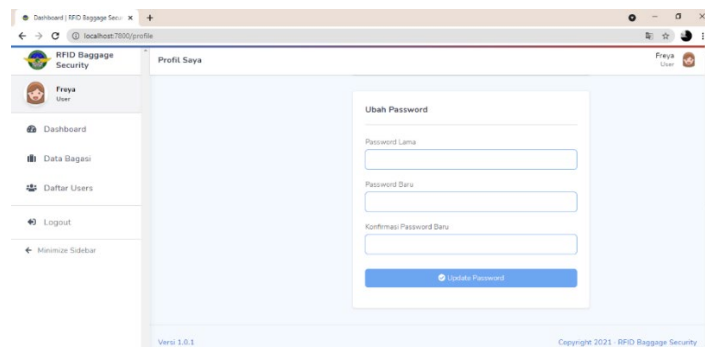 Dashboard | RFID Baggage Secur
localhost:7000/profile
RFID Baggage
Security
Profil Saya
Freya
User
Freya
User
Dashboard
Data Bagasi
Daftar Users
Logout
Minimize Sidebar
Ubah Password
Password Lama
Password Baru
Konfirmasi Password Baru
Update Password
Versi 1.0.1
Copyright 2021 - RFID Baggage Security